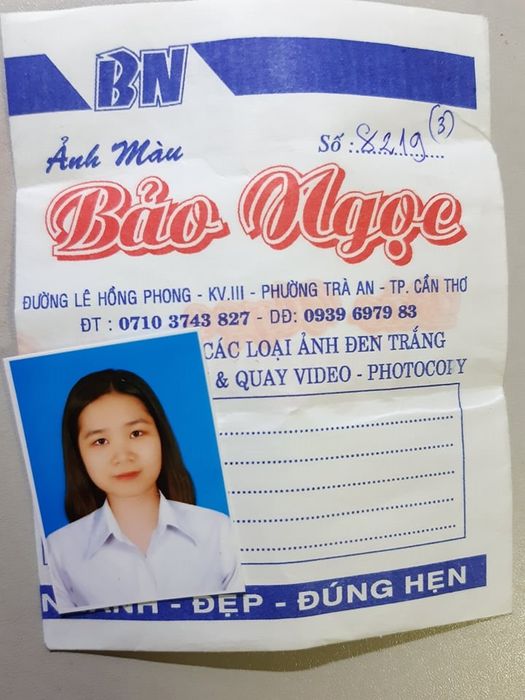 BN
Ảnh Màu
Số : 8219 (3)
Bảo Ngọc
ĐƯỜNG LÊ HỒNG PHONG - KV.III - PHƯỜNG TRÀ AN - TP. CẦN THƠ
ĐT : 0710 3743 827 - DĐ: 0939 6979 83
CÁC LOẠI ẢNH ĐEN TRẮNG
& QUAY VIDEO - PHOTOCOPY
- ĐẸP - ĐÚNG HẸN